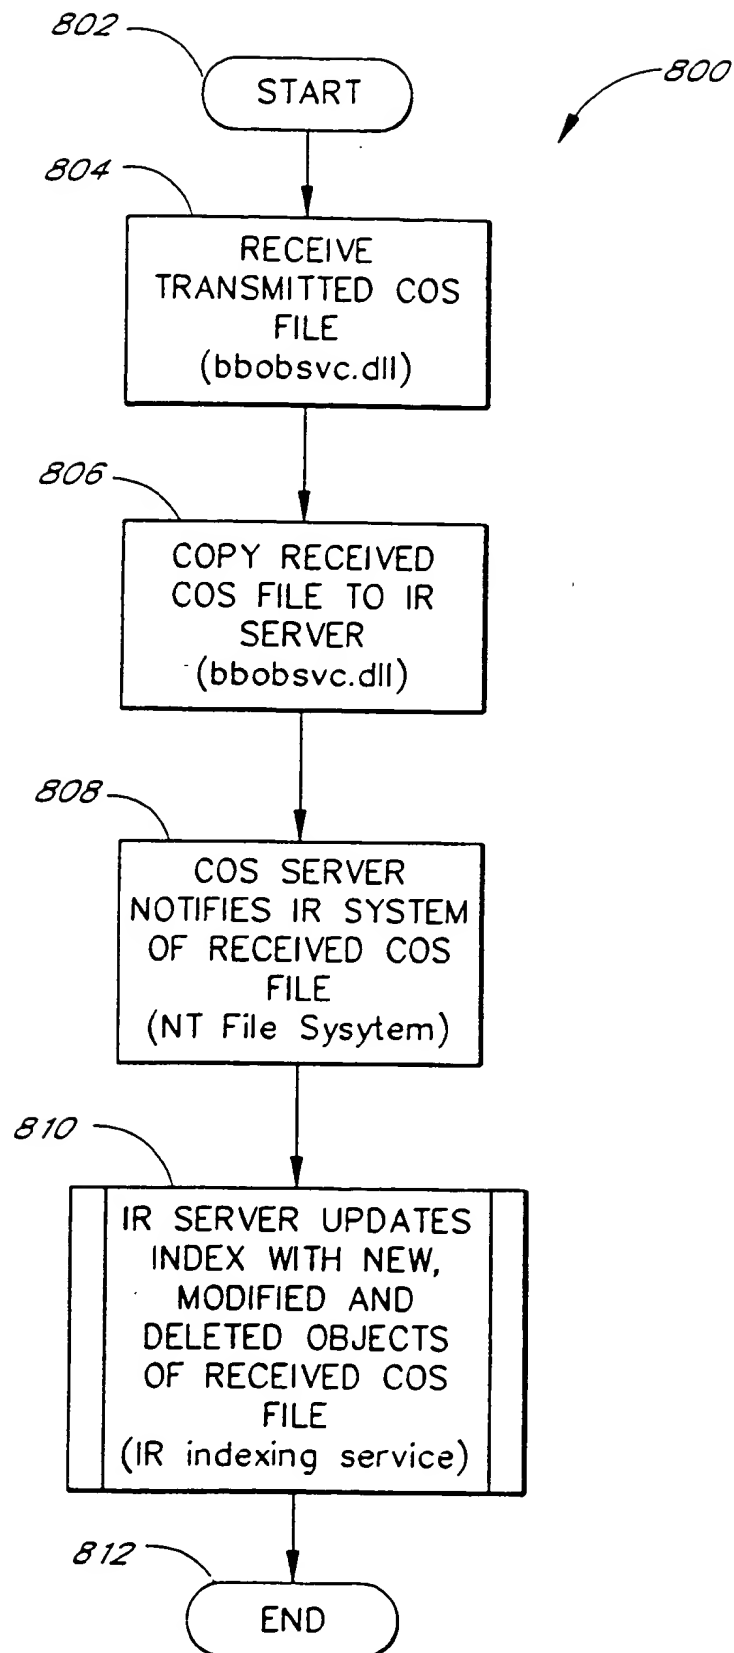 802
START
800
804
RECEIVE
TRANSMITTED COS
FILE
(bbobsvc.dll)
806
COPY RECEIVED
COS FILE TO IR
SERVER
(bbobsvc.dll)
808
COS SERVER
NOTIFIES IR SYSTEM
OF RECEIVED COS
FILE
(NT File Sysytem)
810
IR SERVER UPDATES
INDEX WITH NEW,
MODIFIED AND
DELETED OBJECTS
OF RECEIVED COS
FILE
(IR indexing service)
812
END